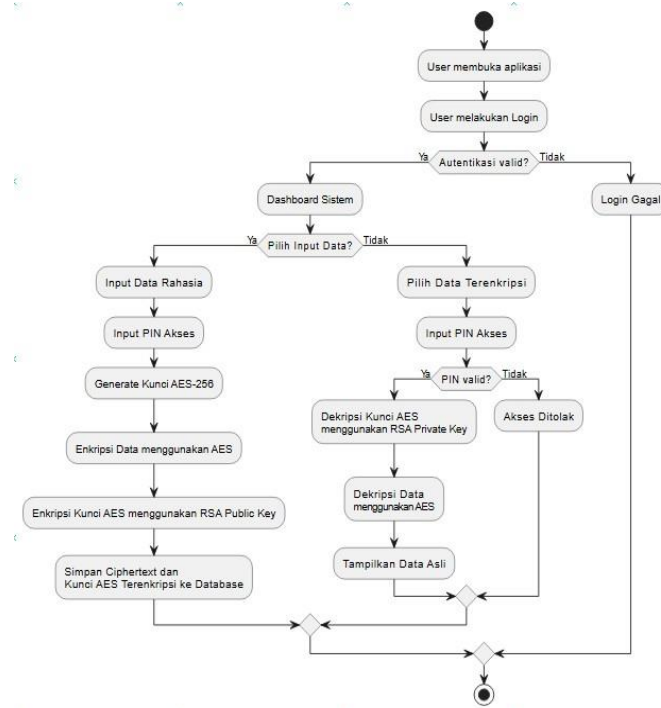 User membuka aplikasi
User melakukan Login
Ya
Autentikasi valid?
Tidak
Dashboard Sistem
Login Gagal
Ya
Pilih Input Data?
Tidak
Input Data Rahasia
Pilih Data Terenkripsi
Input PIN Akses
Input PIN Akses
Generate Kunci AES-256
Ya
PIN valid?
Tidak
Dekripsi Kunci AES
menggunakan RSA Private Key
Akses Ditolak
Enkripsi Data menggunakan AES
Dekripsi Data
menggunakan AES
Enkripsi Kunci AES menggunakan RSA Public Key
Simpan Ciphertext dan
Kunci AES Terenkripsi ke Database
Tampilkan Data Asli